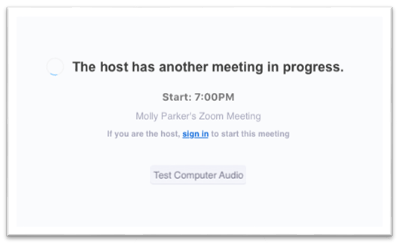 The host has another meeting in progress.
Start: 7:00PM
Molly Parker's Zoom Meeting
If you are the host, sign in to start this meeting
Test Computer Audio